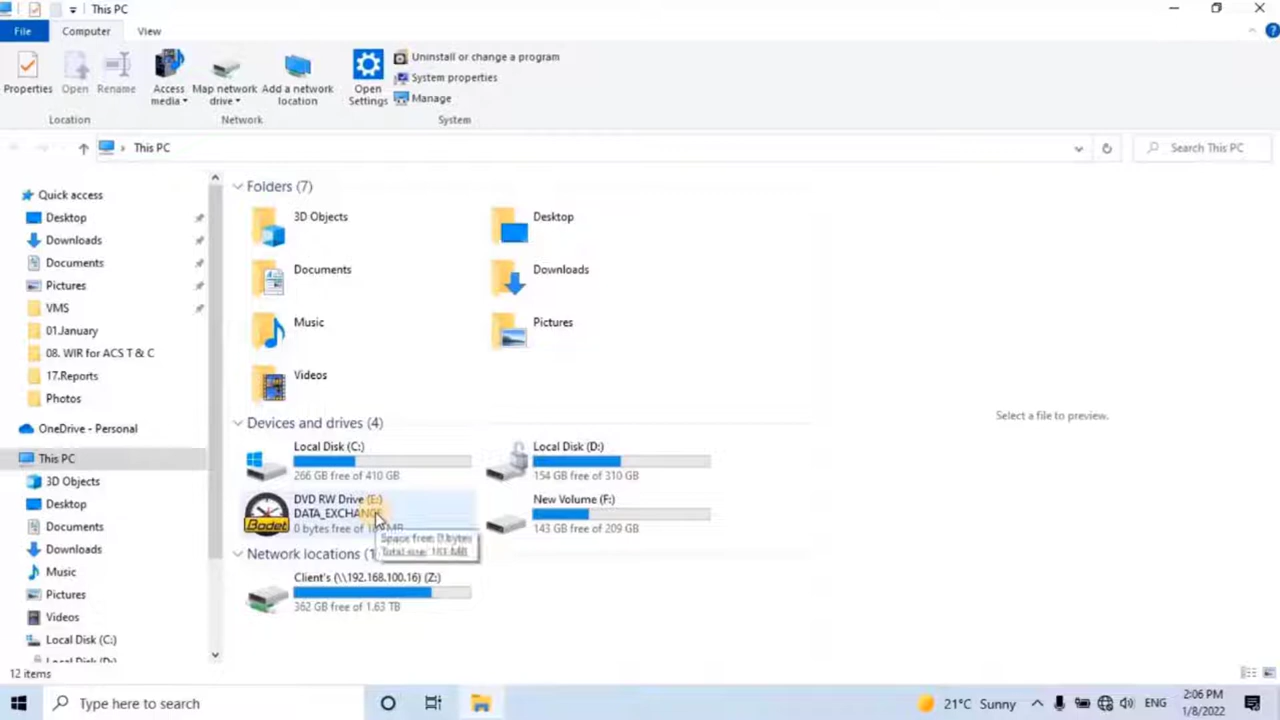 This PC
File Computer View
Uninstall or change a program
System properties
Manage
Properties Open Rename Access media Map network drive Add a network location Open Settings
Location Network System
This PC
Search This PC
Quick access
Desktop
Downloads
Documents
Pictures
VMS
01.January
08. WIR for ACS T & C
17.Reports
Photos
OneDrive - Personal
This PC
3D Objects
Desktop
Documents
Downloads
Music
Pictures
Videos
Local Disk (C:)
Local Disk (D:)
Folders (7)
3D Objects
Desktop
Documents
Downloads
Music
Pictures
Videos
Devices and drives (4)
Local Disk (C:)
266 GB free of 410 GB
Local Disk (D:)
154 GB free of 310 GB
Bodet
DVD RW Drive (E:)
DATA_EXCHANGE
0 bytes free of 181 MB
New Volume (F:)
143 GB free of 209 GB
Space free: 0 bytes
Total size: 181 MB
Network locations (1
Client's (\\192.168.100.16) (Z:)
362 GB free of 1.63 TB
Select a file to preview.
12 items
Type here to search
21°C Sunny
ENG
2:06 PM
1/8/2022